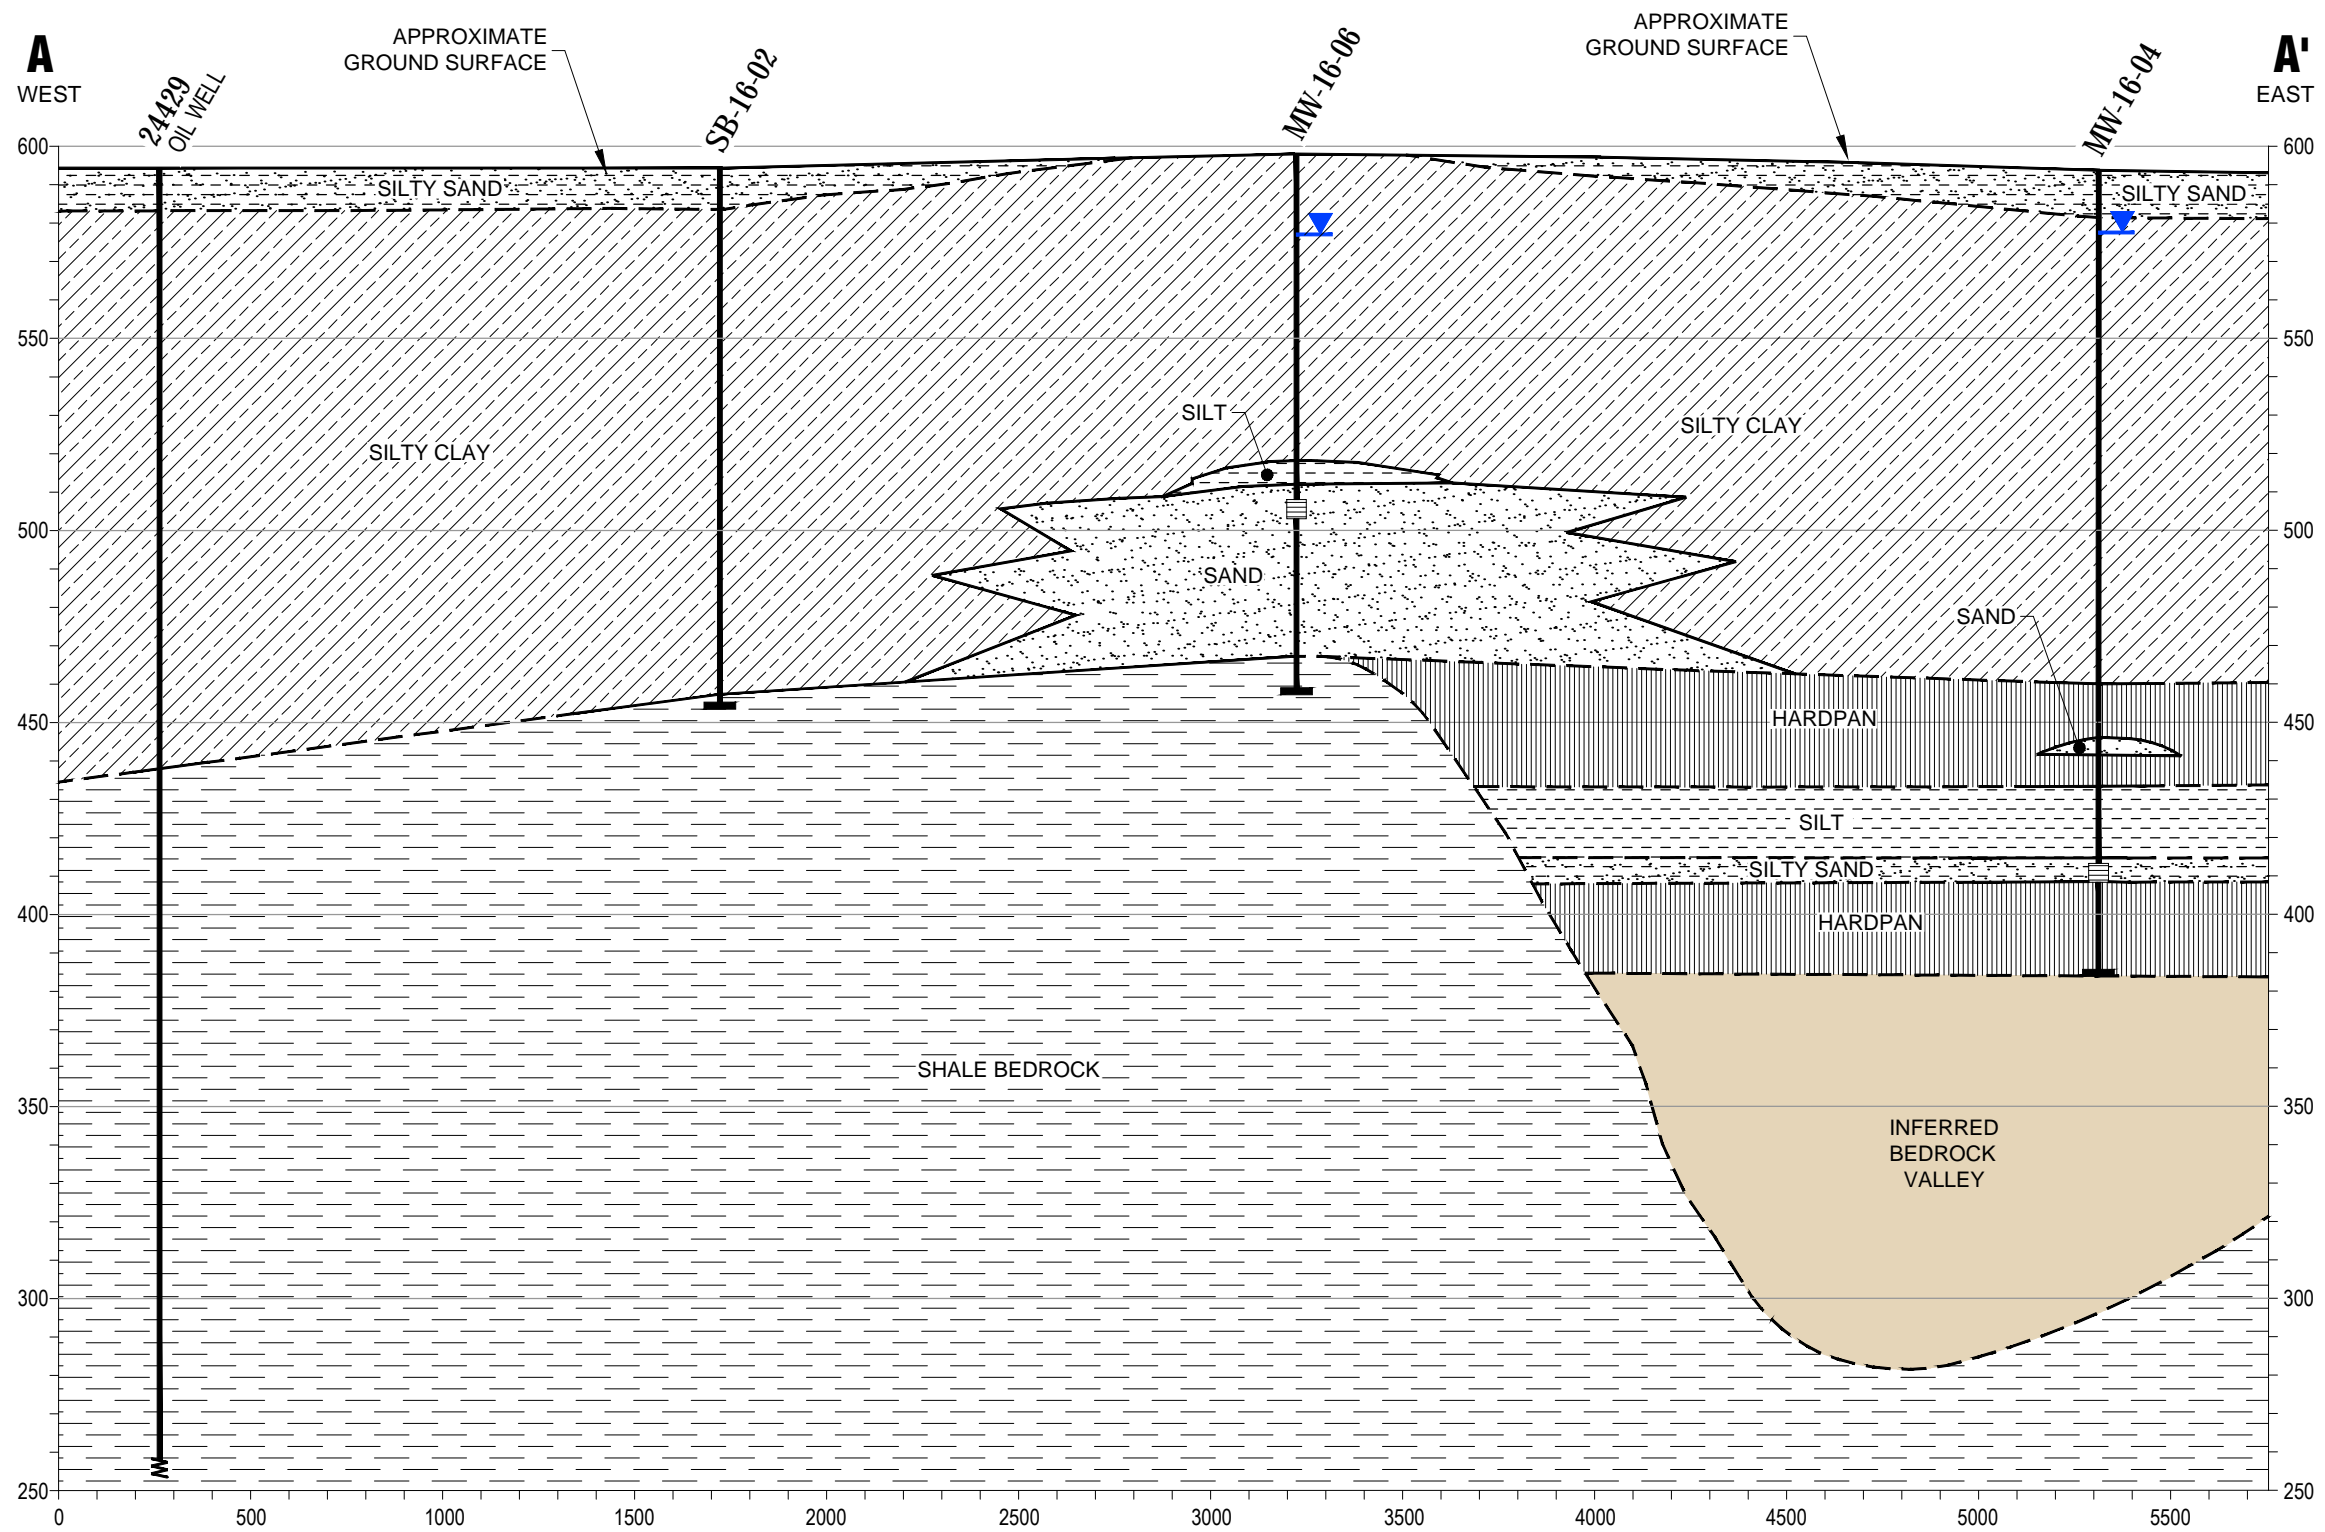 A
WEST
APPROXIMATE
GROUND SURFACE
24429
OIL WELL
SB-16-02
MW-16-06
APPROXIMATE
GROUND SURFACE
MW-16-04
A'
EAST
600
600
SILTY SAND
SILTY SAND
550
550
SILT
SILTY CLAY
SILTY CLAY
500
500
SAND
SAND
450
HARDPAN
450
SILT
SILTY SAND
400
HARDPAN
400
SHALE BEDROCK
350
350
INFERRED
BEDROCK
VALLEY
300
300
250
250
0
500
1000
1500
2000
2500
3000
3500
4000
4500
5000
5500